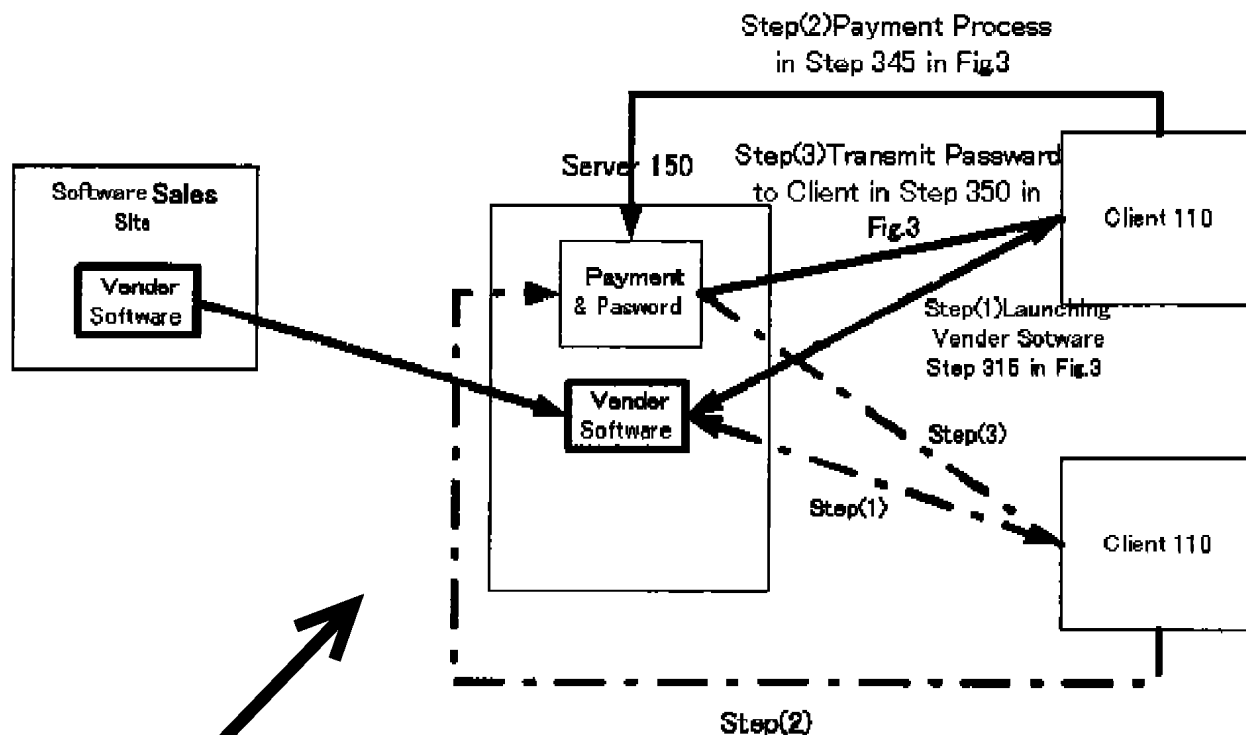 Step(2)Payment Process
in Step 345 in Fig.3
Server 150
Step(3)Transmit Passward
to Client in Step 350 in
Fig.3
Software Sales
Site
Vender
Software
Payment
& Pasword
Client 110
Step(1)Launching
Vender Sotware
Step 315 in Fig.3
Vender
Software
Step(3)
Step(1)
Client 110
Step(2)